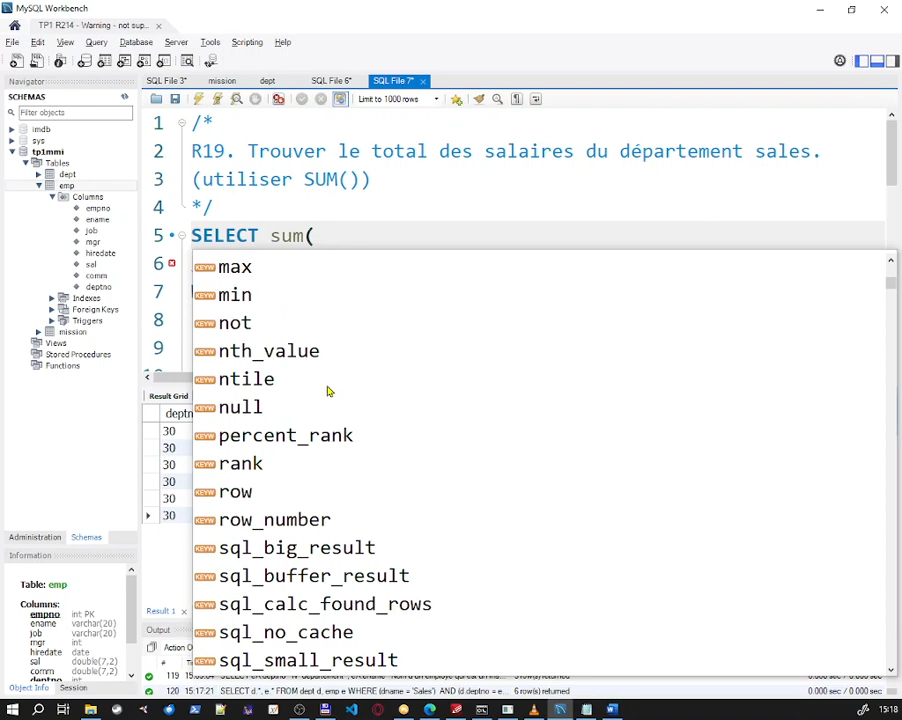 MySQL Workbench
TP1 R214 - Warning - not sup...
File Edit View Query Database Server Tools Scripting Help
Navigator
SCHEMAS
Filter objects
imdb
sys
tp1mmi
Tables
dept
emp
Columns
empno
ename
job
mgr
hiredate
sal
comm
deptno
Indexes
Foreign Keys
Triggers
mission
Views
Stored Procedures
Functions
Administration Schemas
Information
Table: emp
Columns:
empno int PK
ename varchar(20)
job varchar(20)
mgr int
hiredate date
sal double(7,2)
comm double(7,2)
deptno int
Object Info Session
SQL File 3* mission dept SQL File 6* SQL File 7*
Limit to 1000 rows
1 /*
2 R19. Trouver le total des salaires du département sales.
3 (utiliser SUM())
4 */
5 SELECT sum(
6
7
8
9
max
min
not
nth_value
ntile
null
percent_rank
rank
row
row_number
sql_big_result
sql_buffer_result
sql_calc_found_rows
sql_no_cache
sql_small_result
Result Grid
deptn
30
30
30
30
30
30
Result 1
Output
Action O
#
120 15:17:21 SELECT d.*, e.* FROM dept d, emp e WHERE (dname = 'Sales') AND (d.deptno = e... 6 row(s) returned 0.000 sec / 0.000 sec
15:18